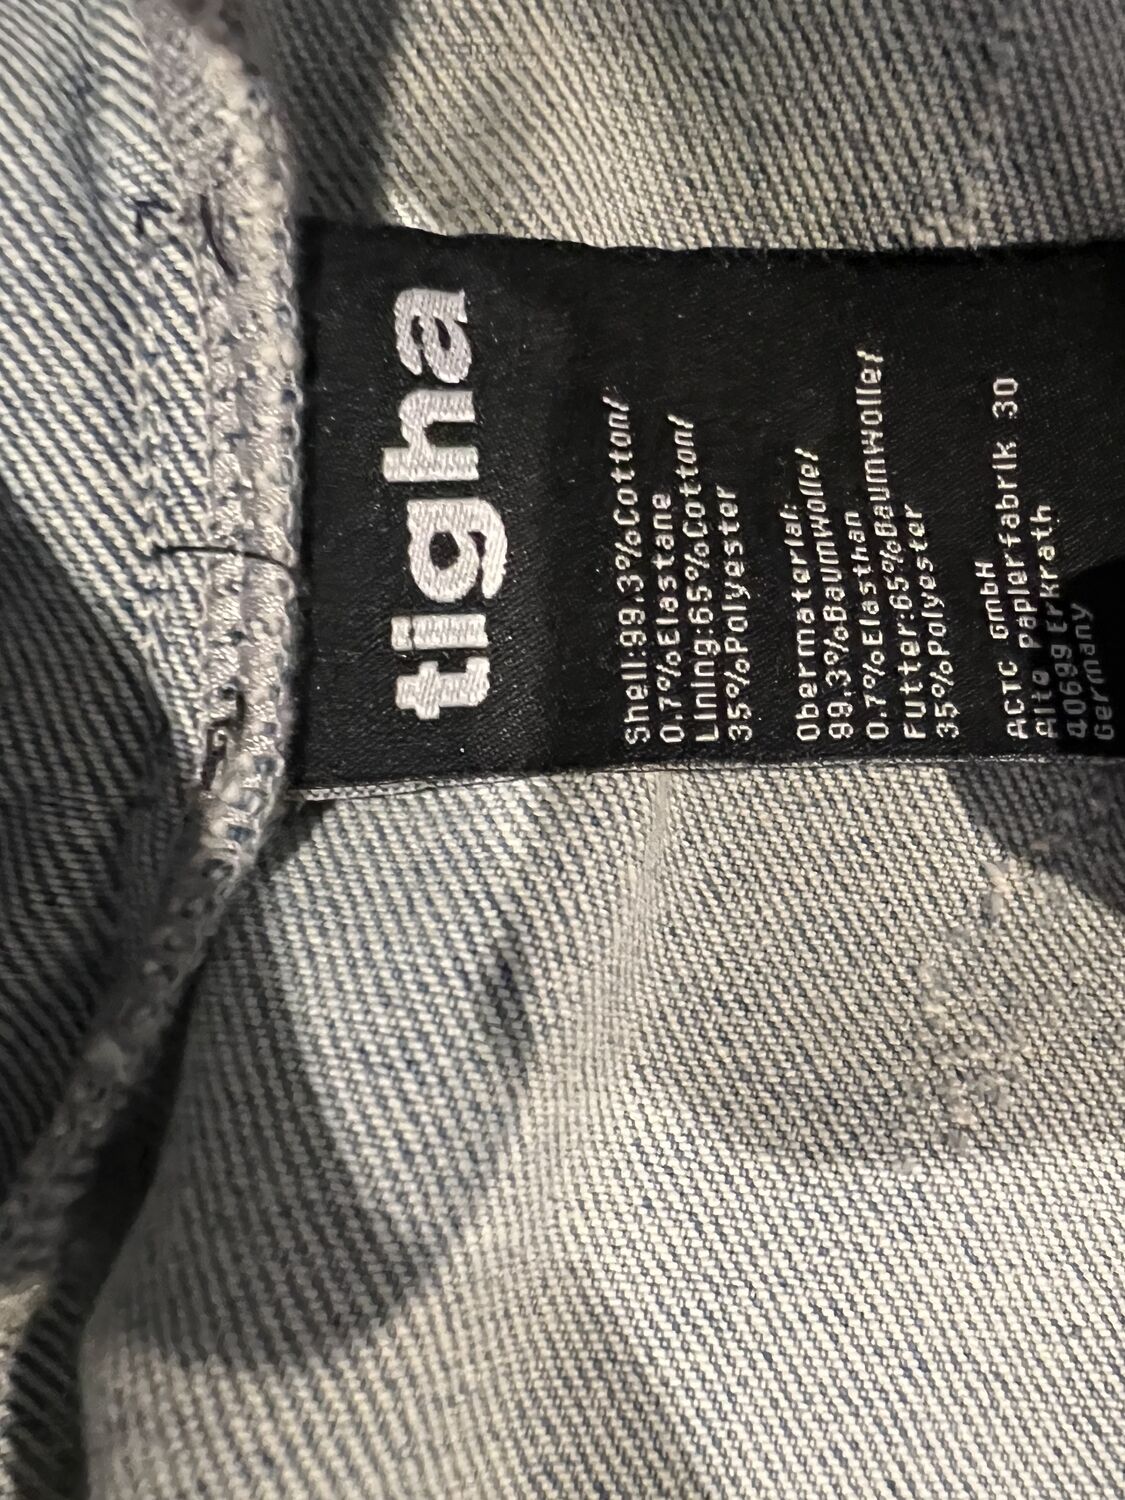 tigha
Shell:99.3%Cotton/
0.7%Elastane
Lining:65%Cotton/
35%Polyester
Obermaterial:
99.3%Baumwolle/
0.7%Elasthan
Futter:65%Baumwolle/
35%Polyester
ACTC GmbH
Alte Papierfabrik 30
40699 Erkrath
Germany